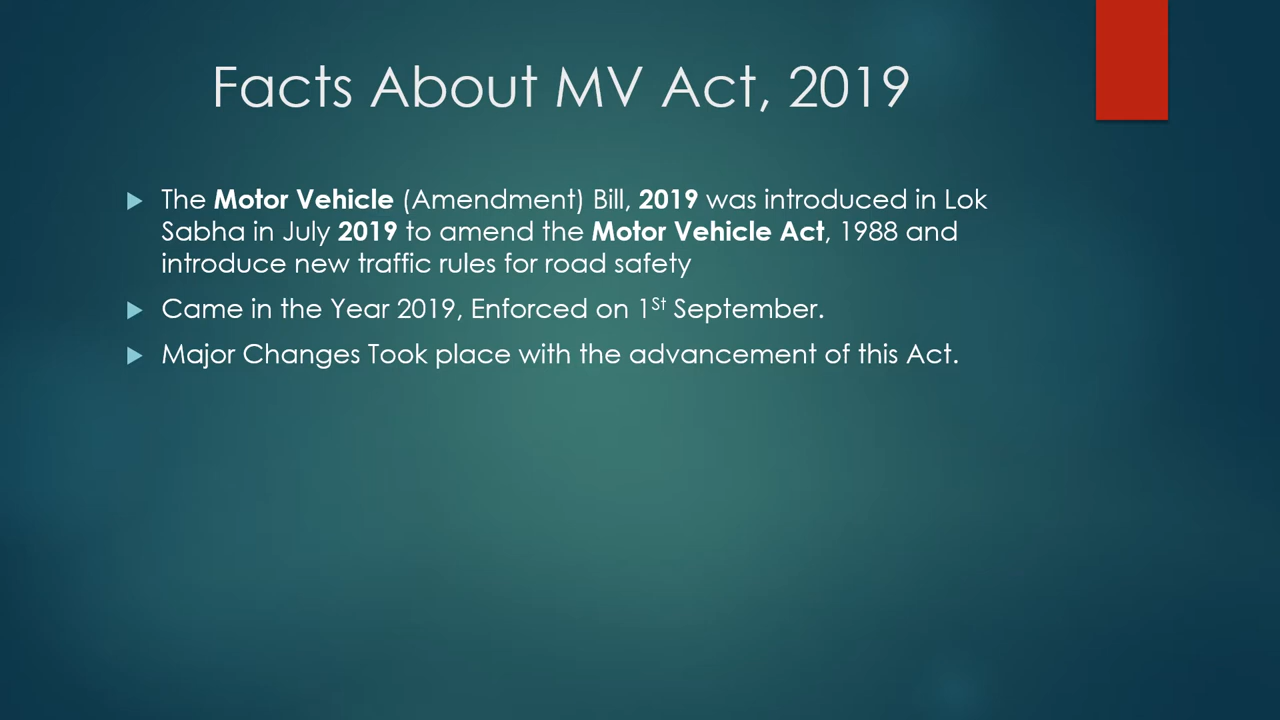 Facts About MV Act, 2019
The Motor Vehicle (Amendment) Bill, 2019 was introduced in Lok
Sabha in July 2019 to amend the Motor Vehicle Act, 1988 and
introduce new traffic rules for road safety
Came in the Year 2019, Enforced on 1St September.
Major Changes Took place with the advancement of this Act.